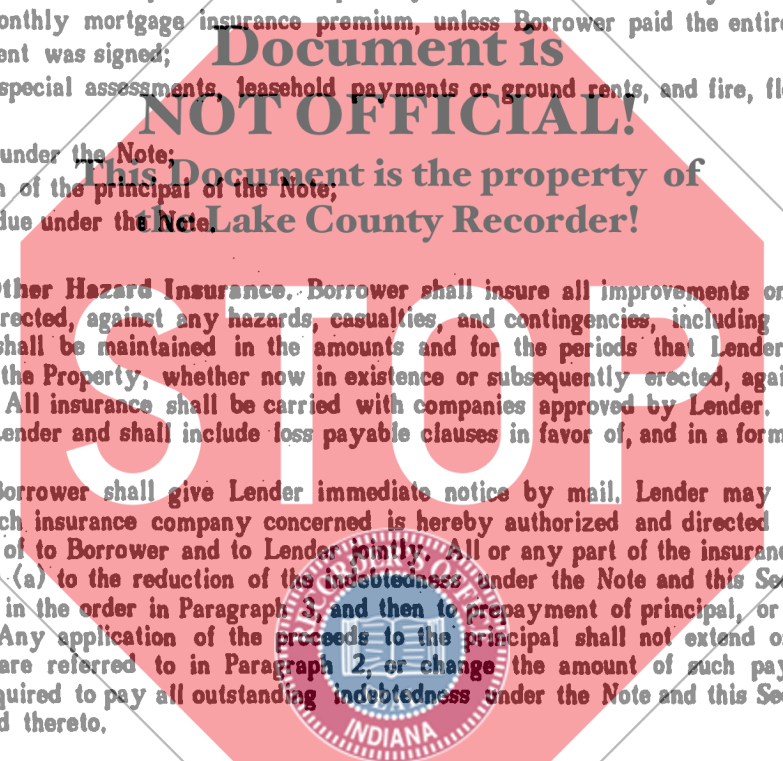 onthly mortgage insurance premium, unless Borrower paid the entir
ent was signed;
Document is
special assessments, leasehold payments or ground rents, and fire, fl
NOT OFFICIAL!
under the Note;
This Document is the property of
of the principal of the Note;
the Lake County Recorder!
due under the Note.
ther Hazard Insurance. Borrower shall insure all improvements on
rected, against any hazards, casualties, and contingencies, including
shall be maintained in the amounts and for the periods that Lender
the Property, whether now in existence or subsequently erected, agai
All insurance shall be carried with companies approved by Lender.
ender and shall include loss payable clauses in favor of, and in a form
STOP
Borrower shall give Lender immediate notice by mail. Lender may
ch insurance company concerned is hereby authorized and directed
of to Borrower and to Lender jointly. All or any part of the insuranc
(a) to the reduction of the indebtedness under the Note and this Se
in the order in Paragraph 3, and then to prepayment of principal, or
Any application of the proceeds to the principal shall not extend o
are referred to in Paragraph 2, or change the amount of such pay
quired to pay all outstanding indebtedness under the Note and this Se
d thereto.
RECORDER'S OFFICE
INDIANA